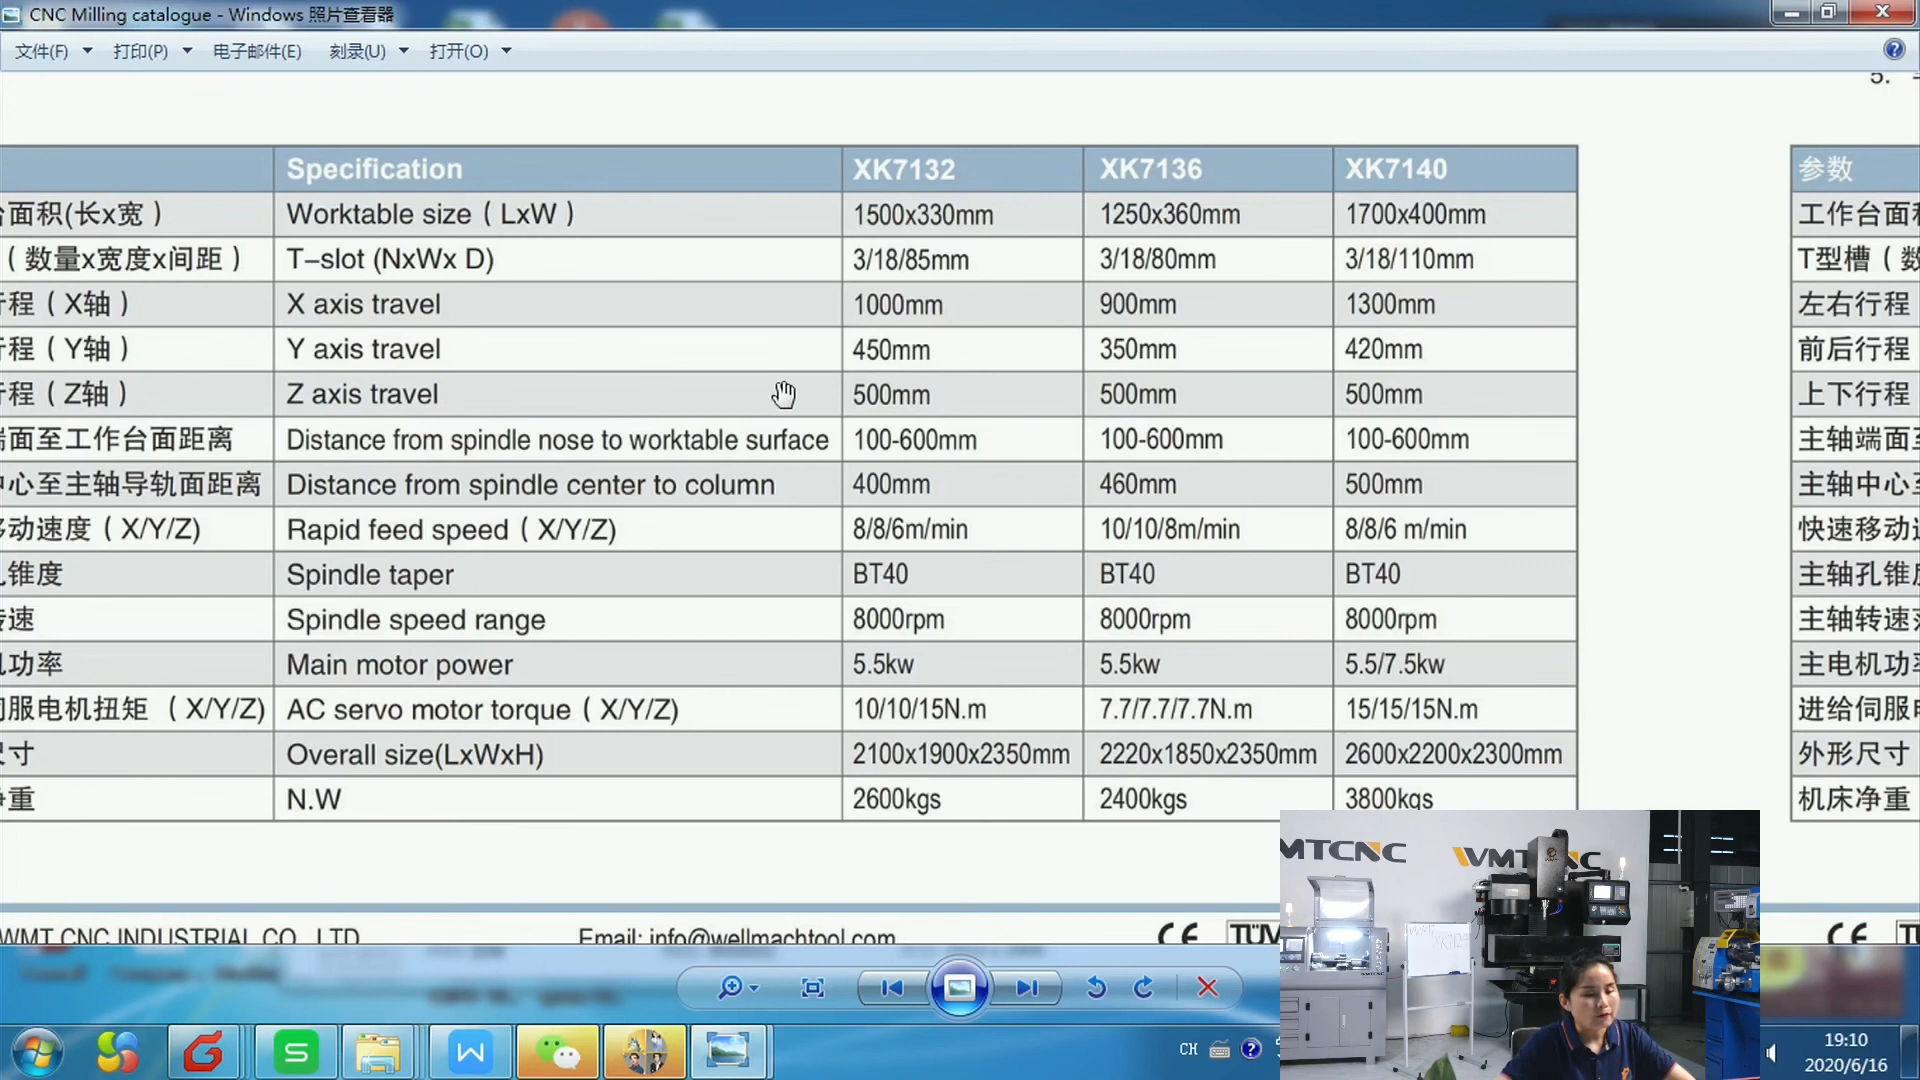 CNC Milling catalogue - Windows 照片查看器
文件(F) 打印(P) 电子邮件(E) 刻录(U) 打开(O)
5.
Specification XK7132 XK7136 XK7140 参数
面积(长x宽) Worktable size (LxW) 1500x330mm 1250x360mm 1700x400mm 工作台面
(数量x宽度x间距) T-slot (NxWx D) 3/18/85mm 3/18/80mm 3/18/110mm T型槽(数
程(X轴) X axis travel 1000mm 900mm 1300mm 左右行程
程(Y轴) Y axis travel 450mm 350mm 420mm 前后行程
程(Z轴) Z axis travel 500mm 500mm 500mm 上下行程
面至工作台面距离 Distance from spindle nose to worktable surface 100-600mm 100-600mm 100-600mm 主轴端面
心至主轴导轨面距离 Distance from spindle center to column 400mm 460mm 500mm 主轴中心
动速度(X/Y/Z) Rapid feed speed (X/Y/Z) 8/8/6m/min 10/10/8m/min 8/8/6 m/min 快速移动
锥度 Spindle taper BT40 BT40 BT40 主轴孔锥
速 Spindle speed range 8000rpm 8000rpm 8000rpm 主轴转速
功率 Main motor power 5.5kw 5.5kw 5.5/7.5kw 主电机功
服电机扭矩 (X/Y/Z) AC servo motor torque (X/Y/Z) 10/10/15N.m 7.7/7.7/7.7N.m 15/15/15N.m 进给伺服
寸 Overall size(LxWxH) 2100x1900x2350mm 2220x1850x2350mm 2600x2200x2300mm 外形尺寸
重 N.W 2600kgs 2400kgs 3800kgs 机床净重
MTCNC WMTCNC
WMT CNC INDUSTRIAL CO., LTD Email: info@wellmachtool.com CE TÜV CE
CH
19:10
2020/6/16